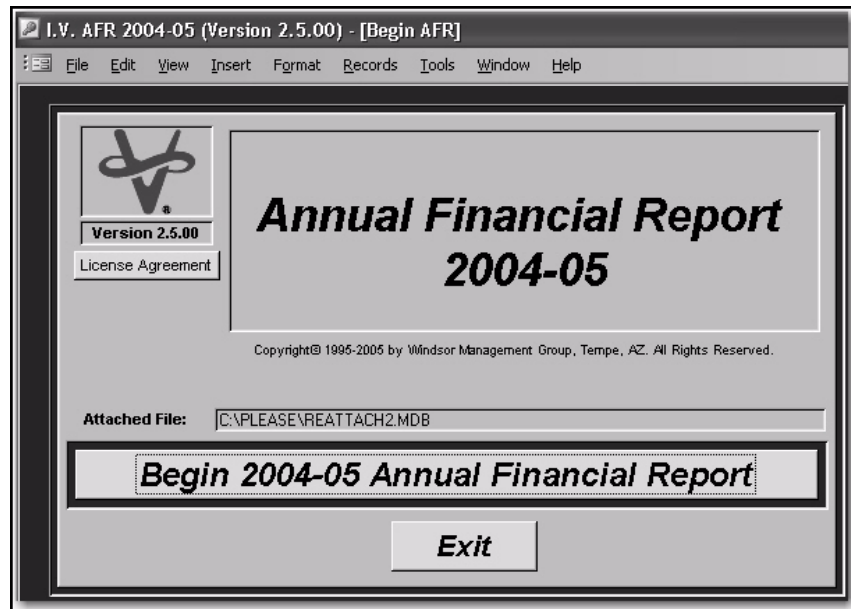 I.V. AFR 2004-05 (Version 2.5.00) - [Begin AFR]
File Edit View Insert Format Records Tools Window Help
V®
Version 2.5.00
License Agreement
Annual Financial Report
2004-05
Copyright© 1995-2005 by Windsor Management Group, Tempe, AZ. All Rights Reserved.
Attached File: C:\PLEASE\REATTACH2.MDB
Begin 2004-05 Annual Financial Report
Exit